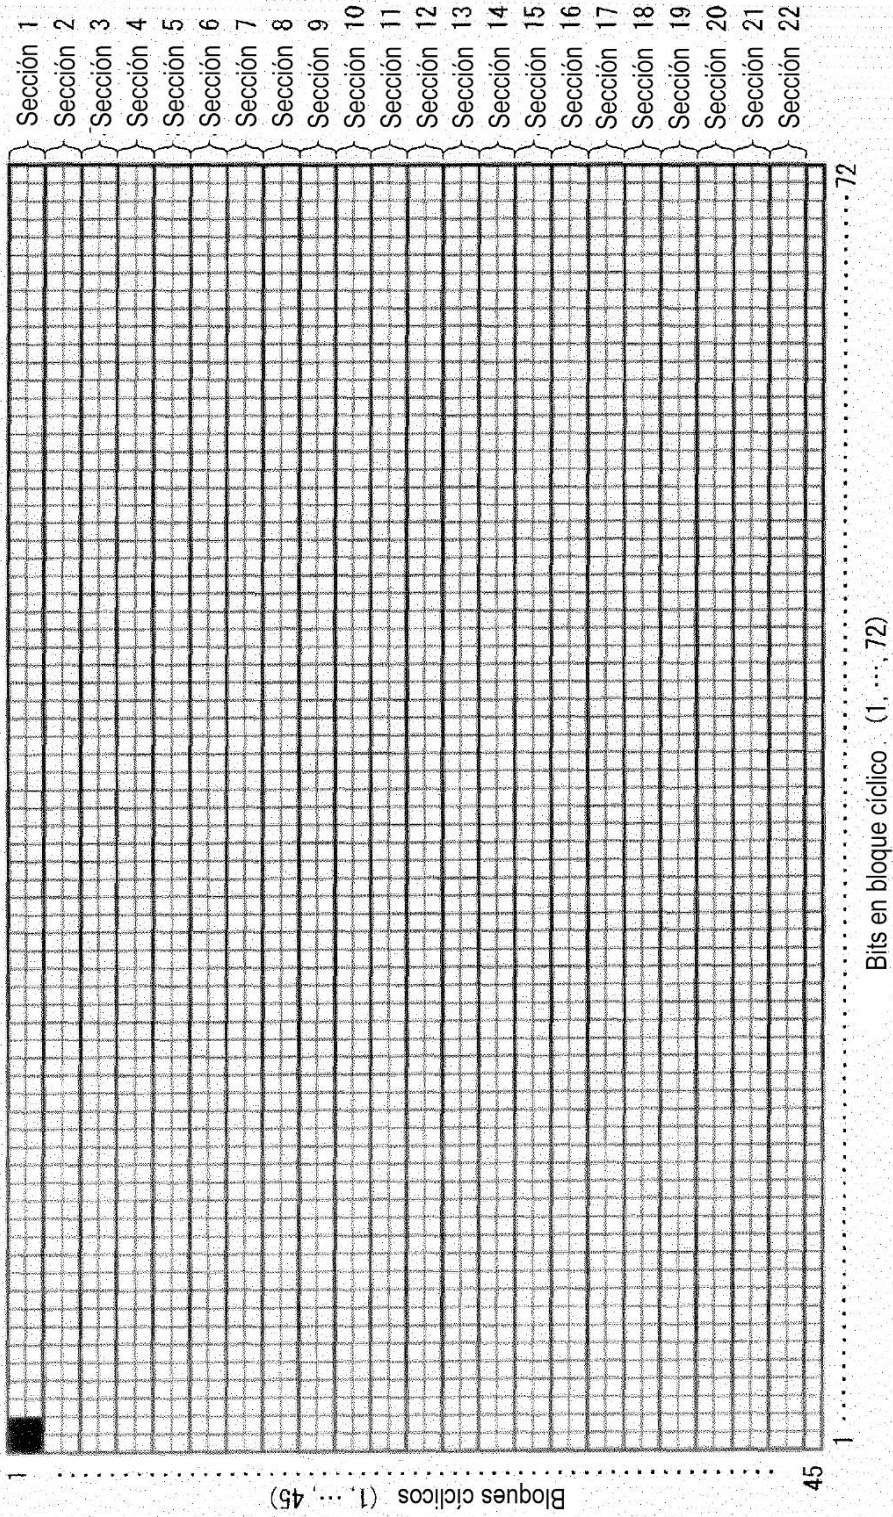 Sección 1
Sección 2
Sección 3
Sección 4
Sección 5
Sección 6
Sección 7
Sección 8
Sección 9
Sección 10
Sección 11
Sección 12
Sección 13
Sección 14
Sección 15
Sección 16
Sección 17
Sección 18
Sección 19
Sección 20
Sección 21
Sección 22
1
45
Bloques cíclicos (1, ···, 45)
1
72
Bits en bloque cíclico (1, ···, 72)